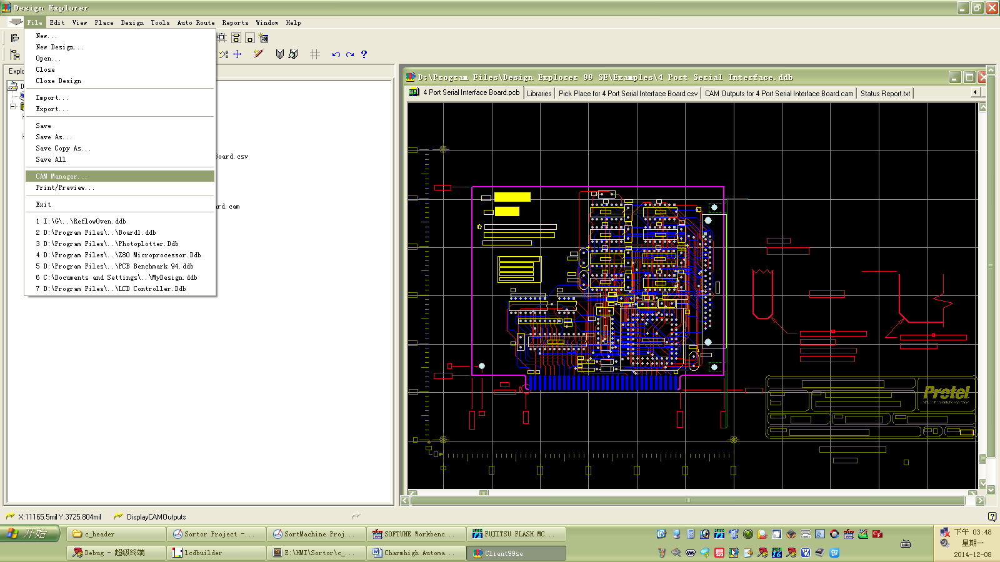 Design Explorer
File Edit View Place Design Tools Auto Route Reports Window Help
New...
New Design...
Open...
Close
Close Design
Import...
Export...
Save
Save As...
Save Copy As...
Save All
CAM Manager...
Print/Preview...
Exit
1 I:\G\..\ReflowOven.ddb
2 D:\Program Files\..\Board1.ddb
3 D:\Program Files\..\Photoplotter.Ddb
4 D:\Program Files\..\Z80 Microprocessor.Ddb
5 D:\Program Files\..\PCB Benchmark 94.ddb
6 C:\Documents and Settings\..\MyDesign.ddb
7 D:\Program Files\..\LCD Controller.Ddb
Explo
D
Board.csv
rd.cam
D:\Program Files\Design Explorer 99 SE\Examples\4 Port Serial Interface.ddb
4 Port Serial Interface Board.pcb Libraries Pick Place for 4 Port Serial Interface Board.csv CAM Outputs for 4 Port Serial Interface Board.cam Status Report.txt
Protel
X:11165.5mil Y:3725.804mil DisplayCAMOutputs
开始
c_header Sortor Project -... SortMachine Proj... SOFTUNE Workbenc... FUJITSU FLASH MC...
Debug - 超级终端 lcdbuilder E:\HMI\Sortor\c_... Charmhigh Automa... Client99se
下午 03:48
星期一
2014-12-08